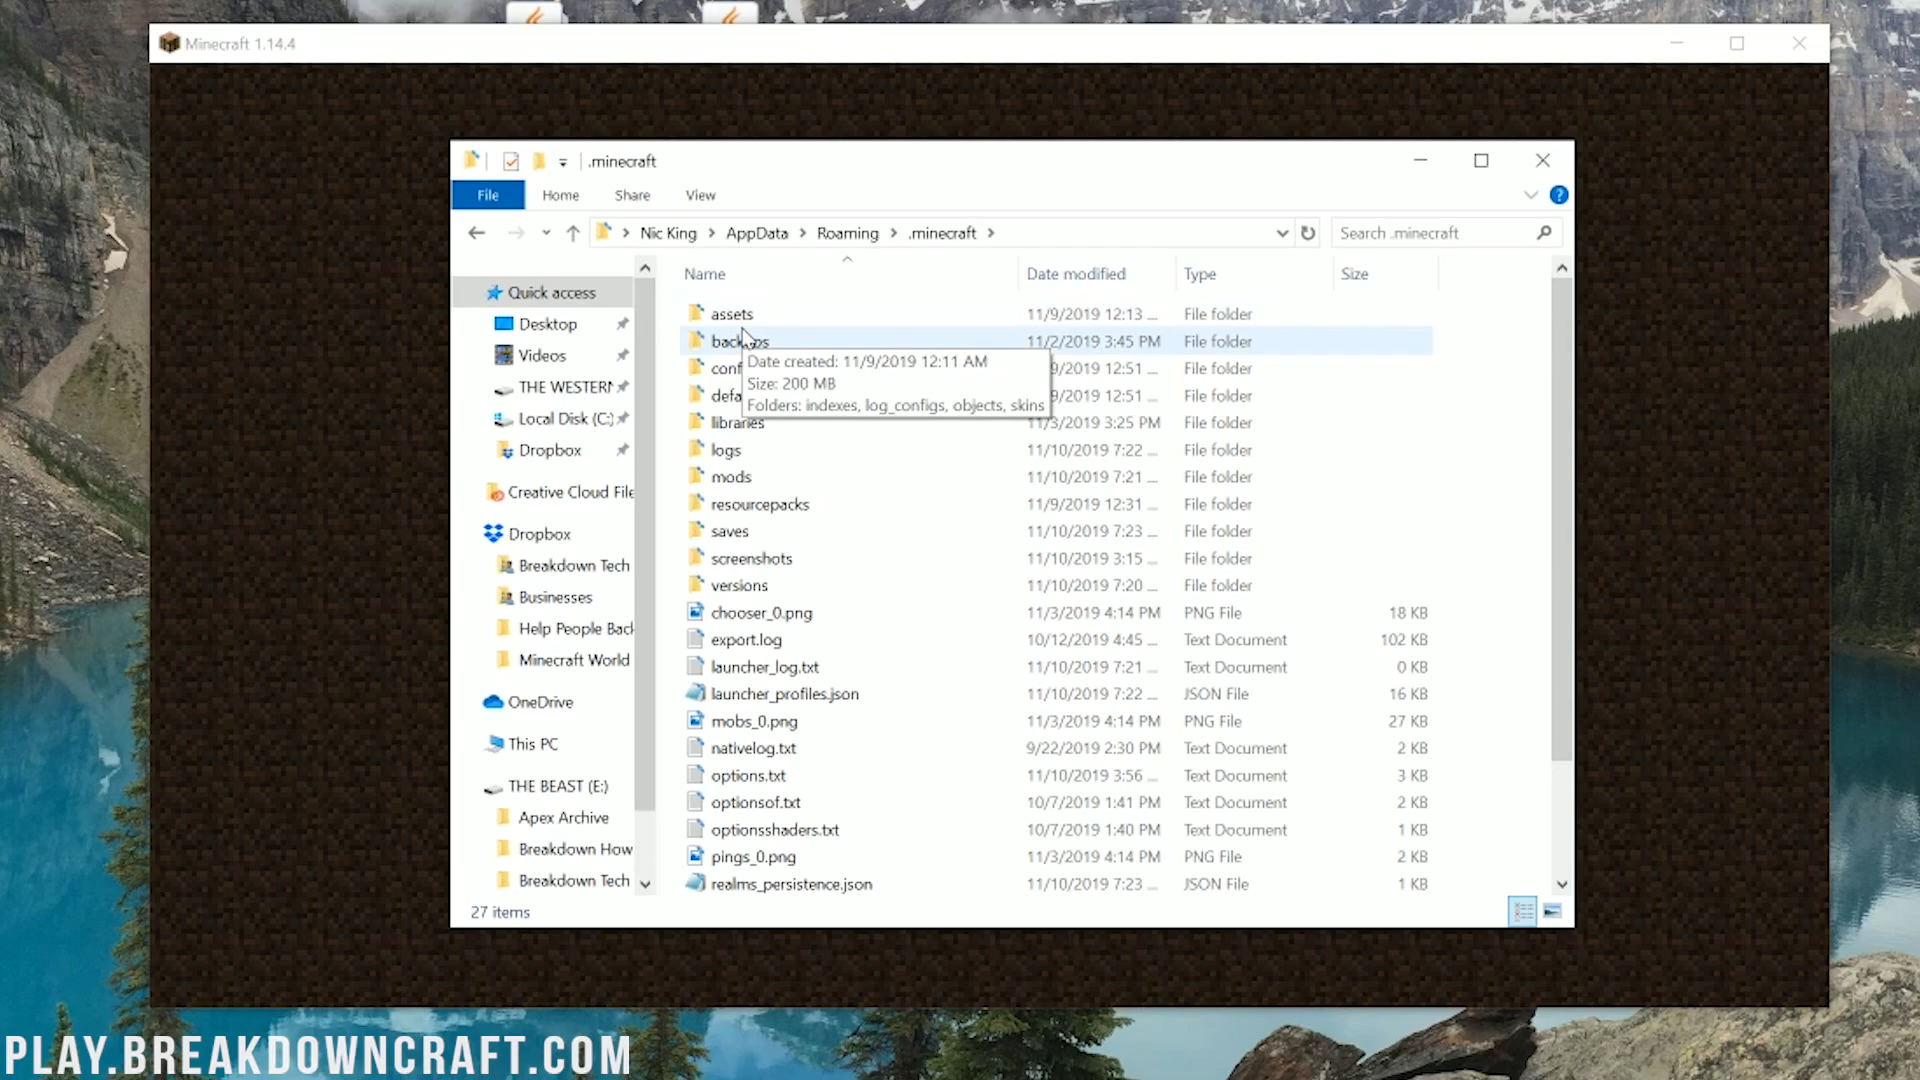 Minecraft 1.14.4
.minecraft
File Home Share View
Nic King AppData Roaming .minecraft
Search .minecraft
Name Date modified Type Size
Quick access
Desktop
Videos
THE WESTERN
Local Disk (C:)
Dropbox
Creative Cloud File
Dropbox
Breakdown Tech
Businesses
Help People Back
Minecraft World
OneDrive
This PC
THE BEAST (E:)
Apex Archive
Breakdown How
Breakdown Tech
assets 11/9/2019 12:13 ... File folder
backups 11/2/2019 3:45 PM File folder
conf 9/2019 12:51 ... File folder
defa 9/2019 12:51 ... File folder
Date created: 11/9/2019 12:11 AM
Size: 200 MB
Folders: indexes, log_configs, objects, skins
libraries 11/3/2019 3:25 PM File folder
logs 11/10/2019 7:22 ... File folder
mods 11/10/2019 7:21 ... File folder
resourcepacks 11/9/2019 12:31 ... File folder
saves 11/10/2019 7:23 ... File folder
screenshots 11/10/2019 3:15 ... File folder
versions 11/10/2019 7:20 ... File folder
chooser_0.png 11/3/2019 4:14 PM PNG File 18 KB
export.log 10/12/2019 4:45 ... Text Document 102 KB
launcher_log.txt 11/10/2019 7:21 ... Text Document 0 KB
launcher_profiles.json 11/10/2019 7:22 ... JSON File 16 KB
mobs_0.png 11/3/2019 4:14 PM PNG File 27 KB
nativelog.txt 9/22/2019 2:30 PM Text Document 2 KB
options.txt 11/10/2019 3:56 ... Text Document 3 KB
optionsof.txt 10/7/2019 1:41 PM Text Document 2 KB
optionsshaders.txt 10/7/2019 1:40 PM Text Document 1 KB
pings_0.png 11/3/2019 4:14 PM PNG File 2 KB
realms_persistence.json 11/10/2019 7:23 ... JSON File 1 KB
27 items
PLAY.BREAKDOWNCRAFT.COM